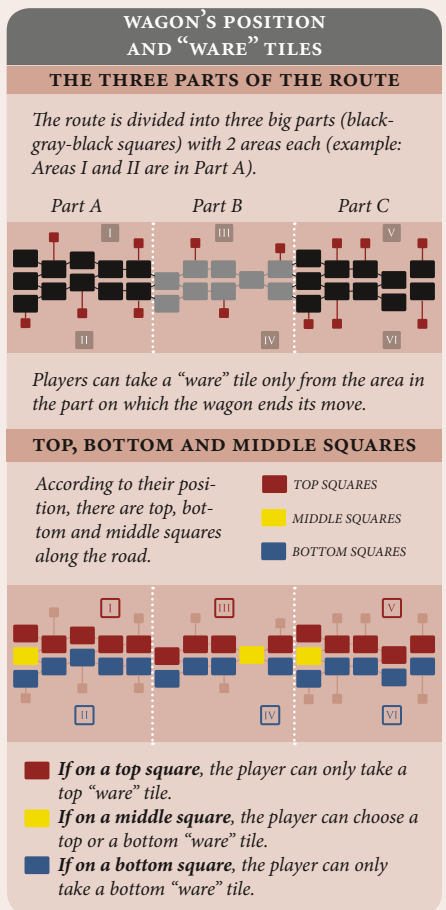 WAGON'S POSITION
AND “WARE” TILES
THE THREE PARTS OF THE ROUTE
The route is divided into three big parts (black-
gray-black squares) with 2 areas each (example:
Areas I and II are in Part A).
Part A Part B Part C
I III V
II IV VI
Players can take a “ware” tile only from the area in
the part on which the wagon ends its move.
TOP, BOTTOM AND MIDDLE SQUARES
According to their posi-
tion, there are top, bot-
tom and middle squares
along the road.
TOP SQUARES
MIDDLE SQUARES
BOTTOM SQUARES
I III V
II IV VI
If on a top square, the player can only take a
top “ware” tile.
If on a middle square, the player can choose a
top or a bottom “ware” tile.
If on a bottom square, the player can only
take a bottom “ware” tile.